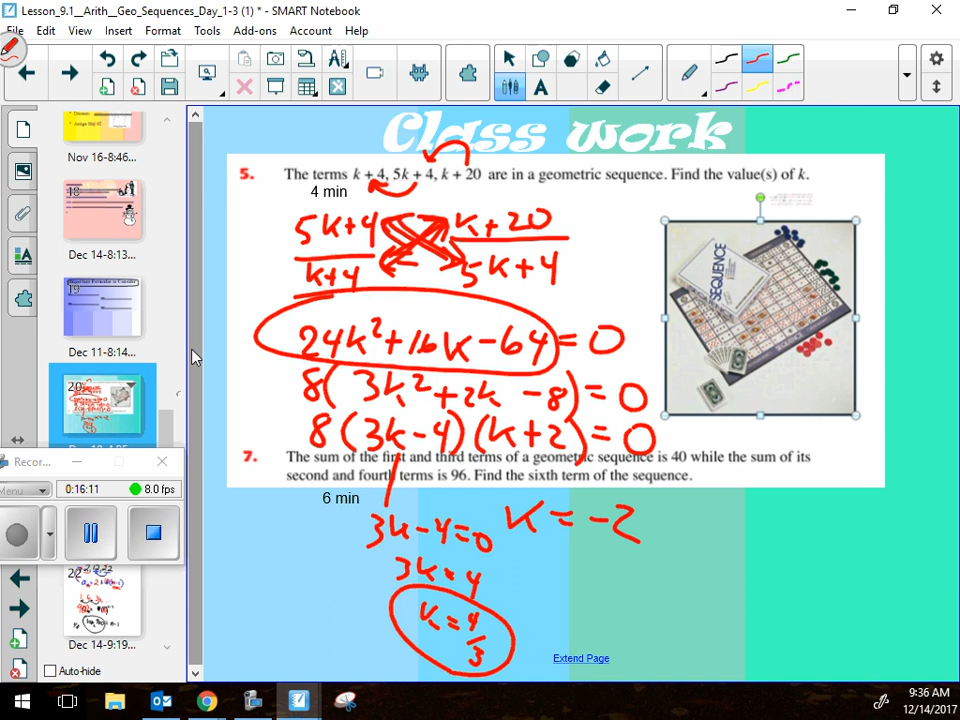 Lesson_9.1__Arith__Geo_Sequences_Day_1-3 (1) * - SMART Notebook
File Edit View Insert Format Tools Add-ons Account Help
Nov 16-8:46...
18
Dec 14-8:13...
19
Dec 11-8:14...
20
Recor...
Menu
0:16:11
8.0 fps
22
Dec 14-9:19...
Auto-hide
Class work
5. The terms k + 4, 5k + 4, k + 20 are in a geometric sequence. Find the value(s) of k.
4 min
5k+4 k+20
k+4 5k+4
24k²+16k-64=0
8(3k²+2k-8)=0
8(3k-4)(k+2)=0
7. The sum of the first and third terms of a geometric sequence is 40 while the sum of its
second and fourth terms is 96. Find the sixth term of the sequence.
6 min
3k-4=0 k=-2
3k=4
k=4/3
SEQUENCE
Extend Page
9:36 AM
12/14/2017